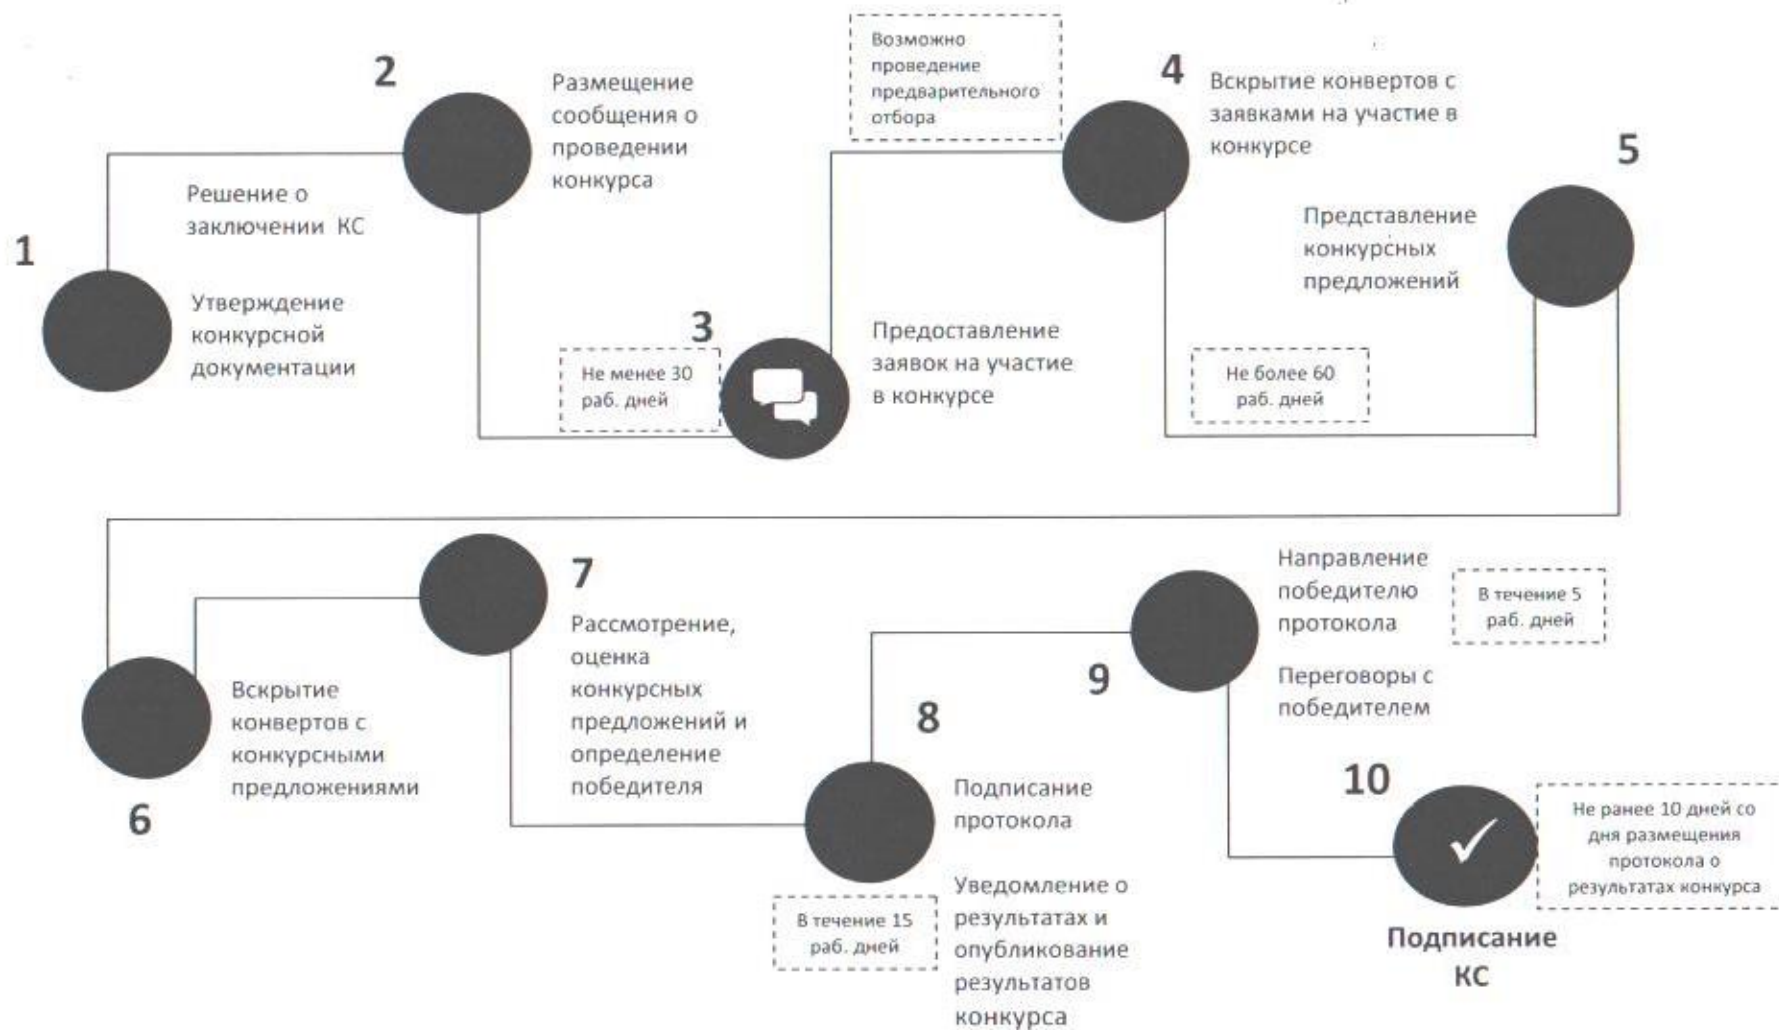 1
Решение о
заключении КС
Утверждение
конкурсной
документации
2
Размещение
сообщения о
проведении
конкурса
Не менее 30
раб. дней
3
Предоставление
заявок на участие
в конкурсе
Возможно
проведение
предварительного
отбора
4
Вскрытие конвертов с
заявками на участие в
конкурсе
Не более 60
раб. дней
5
Представление
конкурсных
предложений
6
Вскрытие
конвертов с
конкурсными
предложениями
7
Рассмотрение,
оценка
конкурсных
предложений и
определение
победителя
8
Подписание
протокола
В течение 15
раб. дней
Уведомление о
результатах и
опубликование
результатов
конкурса
9
Направление
победителю
протокола
В течение 5
раб. дней
Переговоры с
победителем
10
Не ранее 10 дней со
дня размещения
протокола о
результатах конкурса
Подписание
КС